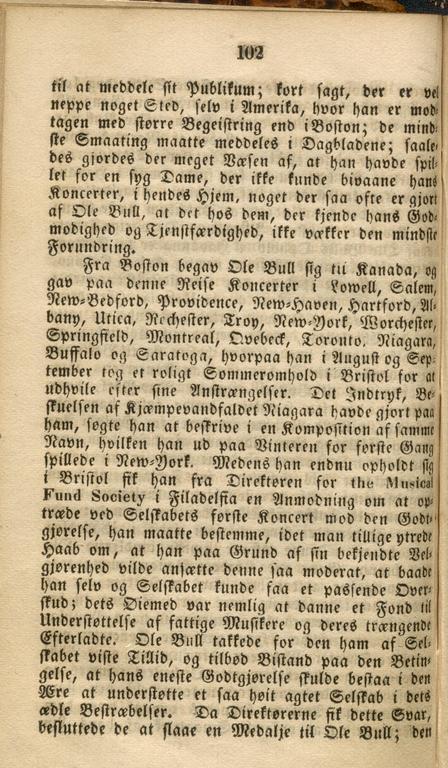 102
til at meddele sit Publikum; kort sagt, der er vel
neppe noget Sted, selv i Amerika, hvor han er mod-
tagen med større Begeistring end i Boston; de mind-
ste Smaating maatte meddeles i Dagbladene; saale-
des gjordes der meget Væsen af, at han havde spil-
let for en syg Dame, der ikke kunde bivaane hans
Koncerter, i hendes Hjem, noget der saa ofte er gjort
af Ole Bull, at det hos dem, der kjende hans God-
modighed og Tjenstfærdighed, ikke vækker den mindste
Forundring.
Fra Boston begav Ole Bull sig til Kanada, og
gav paa denne Reise Koncerter i Lowell, Salem,
New-Bedford, Providence, New-Haven, Hartford, Al-
bany, Utica, Rochester, Troy, New-York, Worchester,
Springfield, Montreal, Qvebeck, Toronto, Niagara,
Buffalo og Saratoga, hvorpaa han i August og Sep-
tember tog et roligt Sommeromhold i Bristol for at
udhvile efter sine Anstrængelser. Det Indtryk, Be-
skuelsen af Kjæmpevandfaldet Niagara havde gjort paa
ham, søgte han at beskrive i en Komposition af samme
Navn, hvilken han ud paa Vinteren for første Gang
spillede i New-York. Medens han endnu opholdt sig
i Bristol fik han fra Direktøren for the Musical
Fund Society i Filadelfia en Anmodning om at op-
træde ved Selskabets første Koncert mod den Godt-
gjørelse, han maatte bestemme, idet man tillige ytrede
Haab om, at han paa Grund af sin bekjendte Vel-
gjørenhed vilde ansætte denne saa moderat, at baade
han selv og Selskabet kunde faa et passende Over-
skud; dets Øiemed var nemlig at danne et Fond til
Understøttelse af fattige Musikere og deres trængende
Efterladte. Ole Bull takkede for den ham af Sel-
skabet viste Tillid, og tilbød Bistand paa den Betin-
gelse, at hans eneste Godtgjørelse skulde bestaa i den
Ære at understøtte et saa høit agtet Selskab i dets
ædle Bestræbelser. Da Direktørerne fik dette Svar,
besluttede de at slaae en Medalje til Ole Bull; den